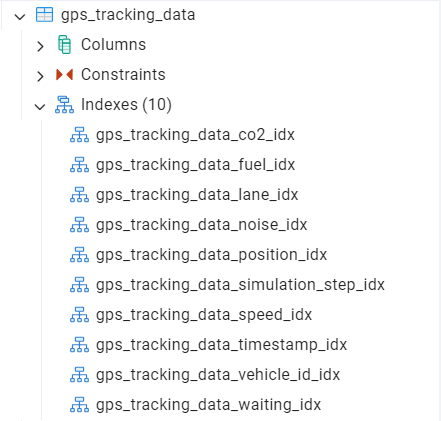 gps_tracking_data
Columns
Constraints
Indexes (10)
gps_tracking_data_co2_idx
gps_tracking_data_fuel_idx
gps_tracking_data_lane_idx
gps_tracking_data_noise_idx
gps_tracking_data_position_idx
gps_tracking_data_simulation_step_idx
gps_tracking_data_speed_idx
gps_tracking_data_timestamp_idx
gps_tracking_data_vehicle_id_idx
gps_tracking_data_waiting_idx